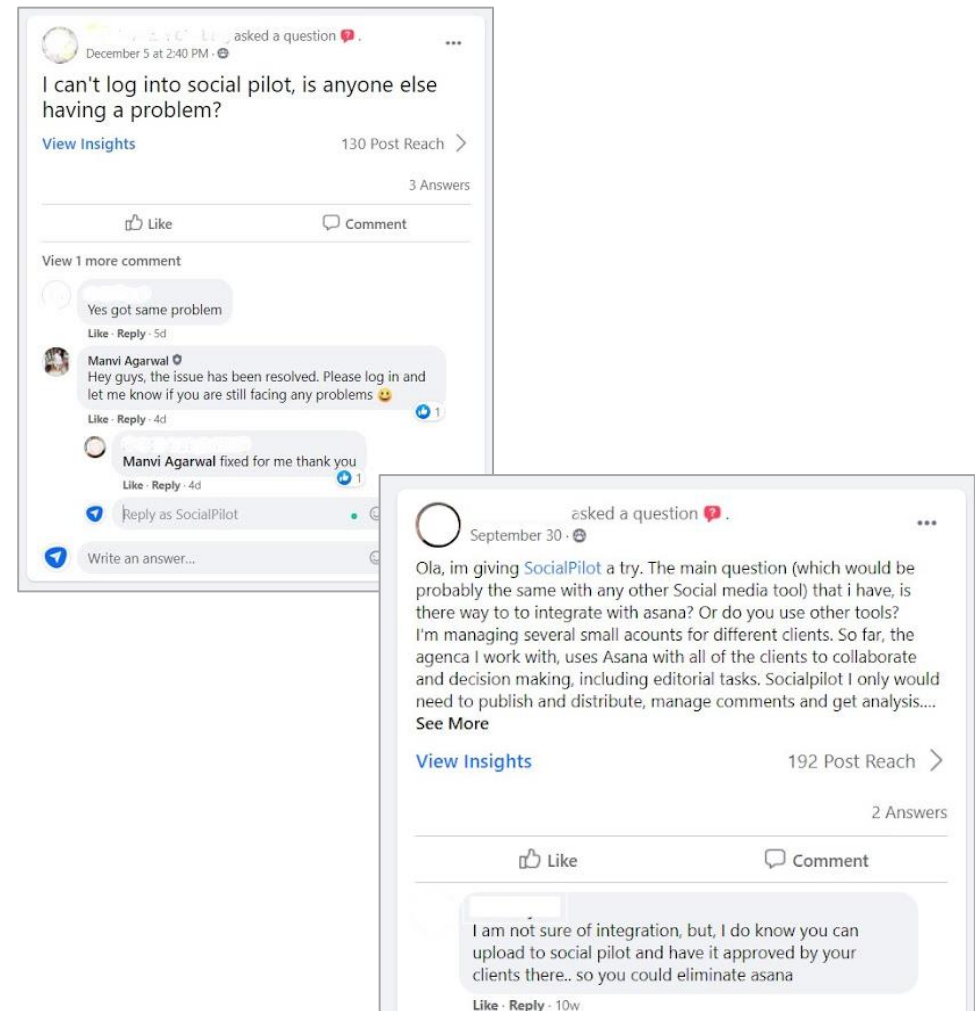 asked a question
December 5 at 2:40 PM ·
I can't log into social pilot, is anyone else
having a problem?
View Insights
130 Post Reach
3 Answers
Like
Comment
View 1 more comment
Yes got same problem
Like · Reply · 5d
Manvi Agarwal
Hey guys, the issue has been resolved. Please log in and
let me know if you are still facing any problems 😃
1
Like · Reply · 4d
Manvi Agarwal fixed for me thank you
1
Like · Reply · 4d
Reply as SocialPilot
Write an answer...
asked a question
September 30 ·
Ola, im giving SocialPilot a try. The main question (which would be
probably the same with any other Social media tool) that i have, is
there way to to integrate with asana? Or do you use other tools?
I'm managing several small acounts for different clients. So far, the
agenca I work with, uses Asana with all of the clients to collaborate
and decision making, including editorial tasks. Socialpilot I only would
need to publish and distribute, manage comments and get analysis....
See More
View Insights
192 Post Reach
2 Answers
Like
Comment
I am not sure of integration, but, I do know you can
upload to social pilot and have it approved by your
clients there.. so you could eliminate asana
Like · Reply · 10w